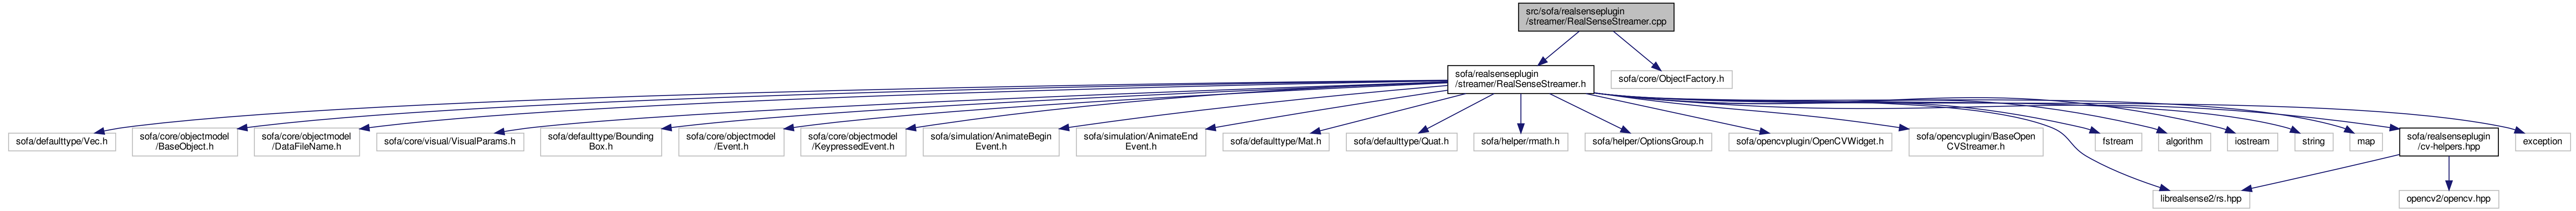 src/sofa/realsenseplugin
/streamer/RealSenseStreamer.cpp
sofa/realsenseplugin
/streamer/RealSenseStreamer.h
sofa/core/ObjectFactory.h
sofa/defaulttype/Vec.h
sofa/core/objectmodel
/BaseObject.h
sofa/core/objectmodel
/DataFileName.h
sofa/core/visual/VisualParams.h
sofa/defaulttype/Bounding
Box.h
sofa/core/objectmodel
/Event.h
sofa/core/objectmodel
/KeypressedEvent.h
sofa/simulation/AnimateBegin
Event.h
sofa/simulation/AnimateEnd
Event.h
sofa/defaulttype/Mat.h
sofa/defaulttype/Quat.h
sofa/helper/rmath.h
sofa/helper/OptionsGroup.h
sofa/opencvplugin/OpenCVWidget.h
sofa/opencvplugin/BaseOpen
CVStreamer.h
fstream
algorithm
iostream
string
map
sofa/realsenseplugin
/cv-helpers.hpp
exception
librealsense2/rs.hpp
opencv2/opencv.hpp